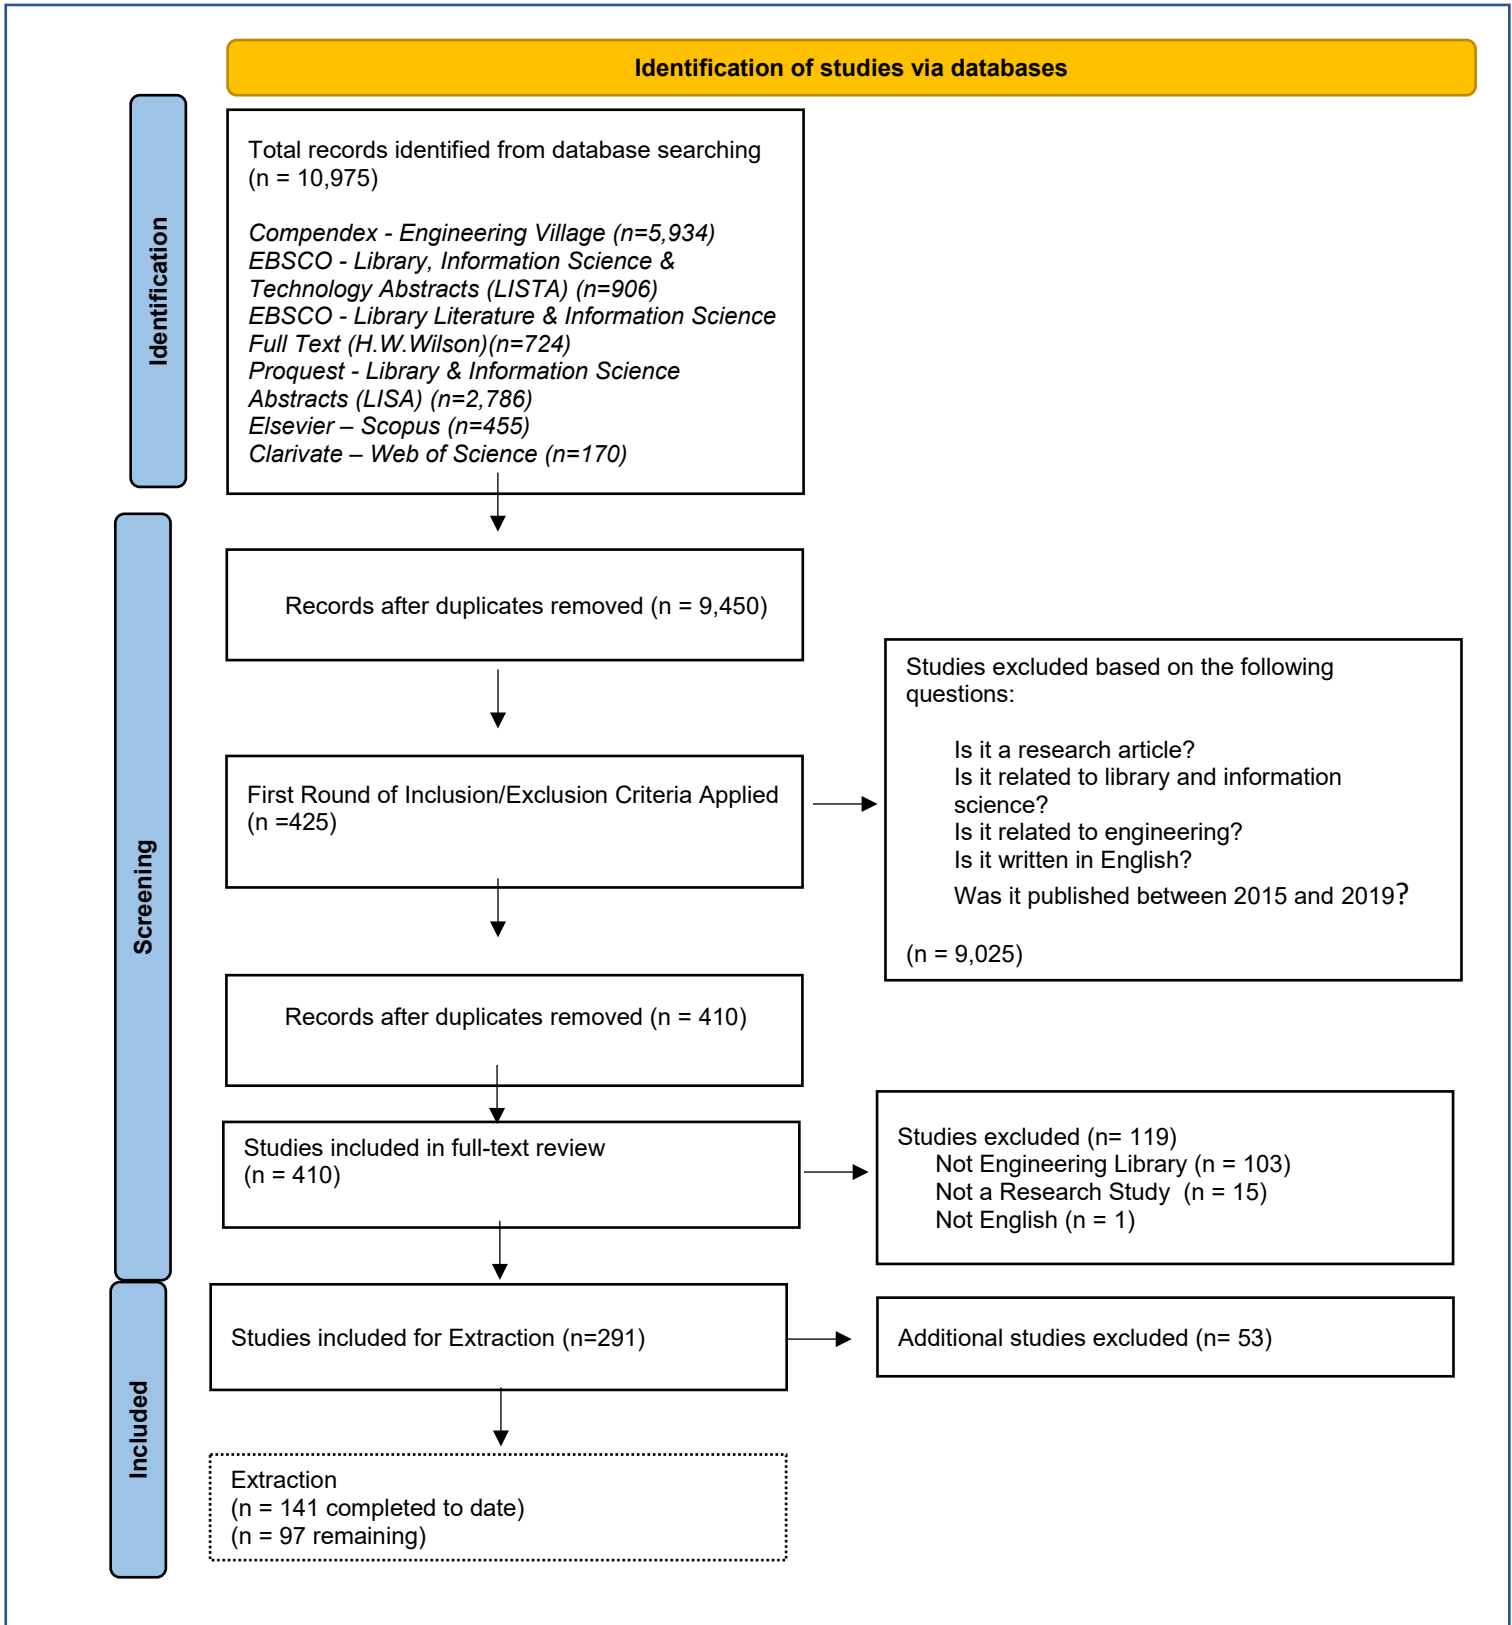 Identification of studies via databases
Identification
Total records identified from database searching
(n = 10,975)
Compendex - Engineering Village (n=5,934)
EBSCO - Library, Information Science &
Technology Abstracts (LISTA) (n=906)
EBSCO - Library Literature & Information Science
Full Text (H.W.Wilson)(n=724)
Proquest - Library & Information Science
Abstracts (LISA) (n=2,786)
Elsevier – Scopus (n=455)
Clarivate – Web of Science (n=170)
Screening
Records after duplicates removed (n = 9,450)
First Round of Inclusion/Exclusion Criteria Applied
(n =425)
Studies excluded based on the following
questions:
Is it a research article?
Is it related to library and information
science?
Is it related to engineering?
Is it written in English?
Was it published between 2015 and 2019?
(n = 9,025)
Records after duplicates removed (n = 410)
Studies included in full-text review
(n = 410)
Studies excluded (n= 119)
Not Engineering Library (n = 103)
Not a Research Study  (n = 15)
Not English (n = 1)
Included
Studies included for Extraction (n=291)
Additional studies excluded (n= 53)
Extraction
(n = 141 completed to date)
(n = 97 remaining)